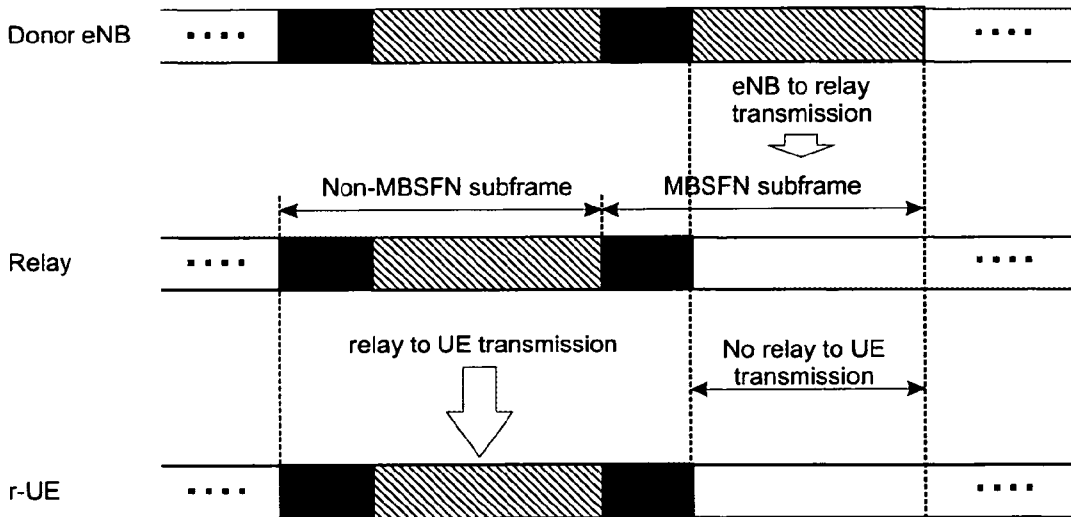 Donor eNB
eNB to relay
transmission
Non-MBSFN subframe
MBSFN subframe
Relay
relay to UE transmission
No relay to UE
transmission
r-UE